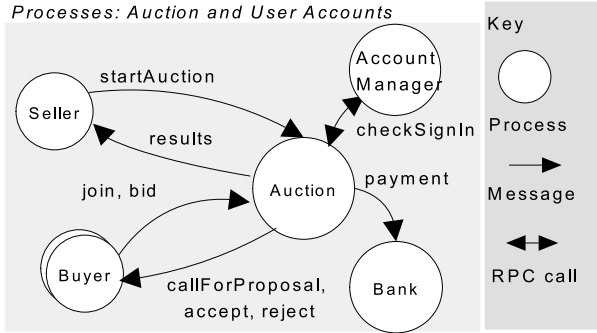 Processes: Auction and User Accounts
startAuction
Seller
results
Account
Manager
checkSignIn
join, bid
Auction
payment
Buyer
callForProposal,
accept, reject
Bank
Key
Process
Message
RPC call